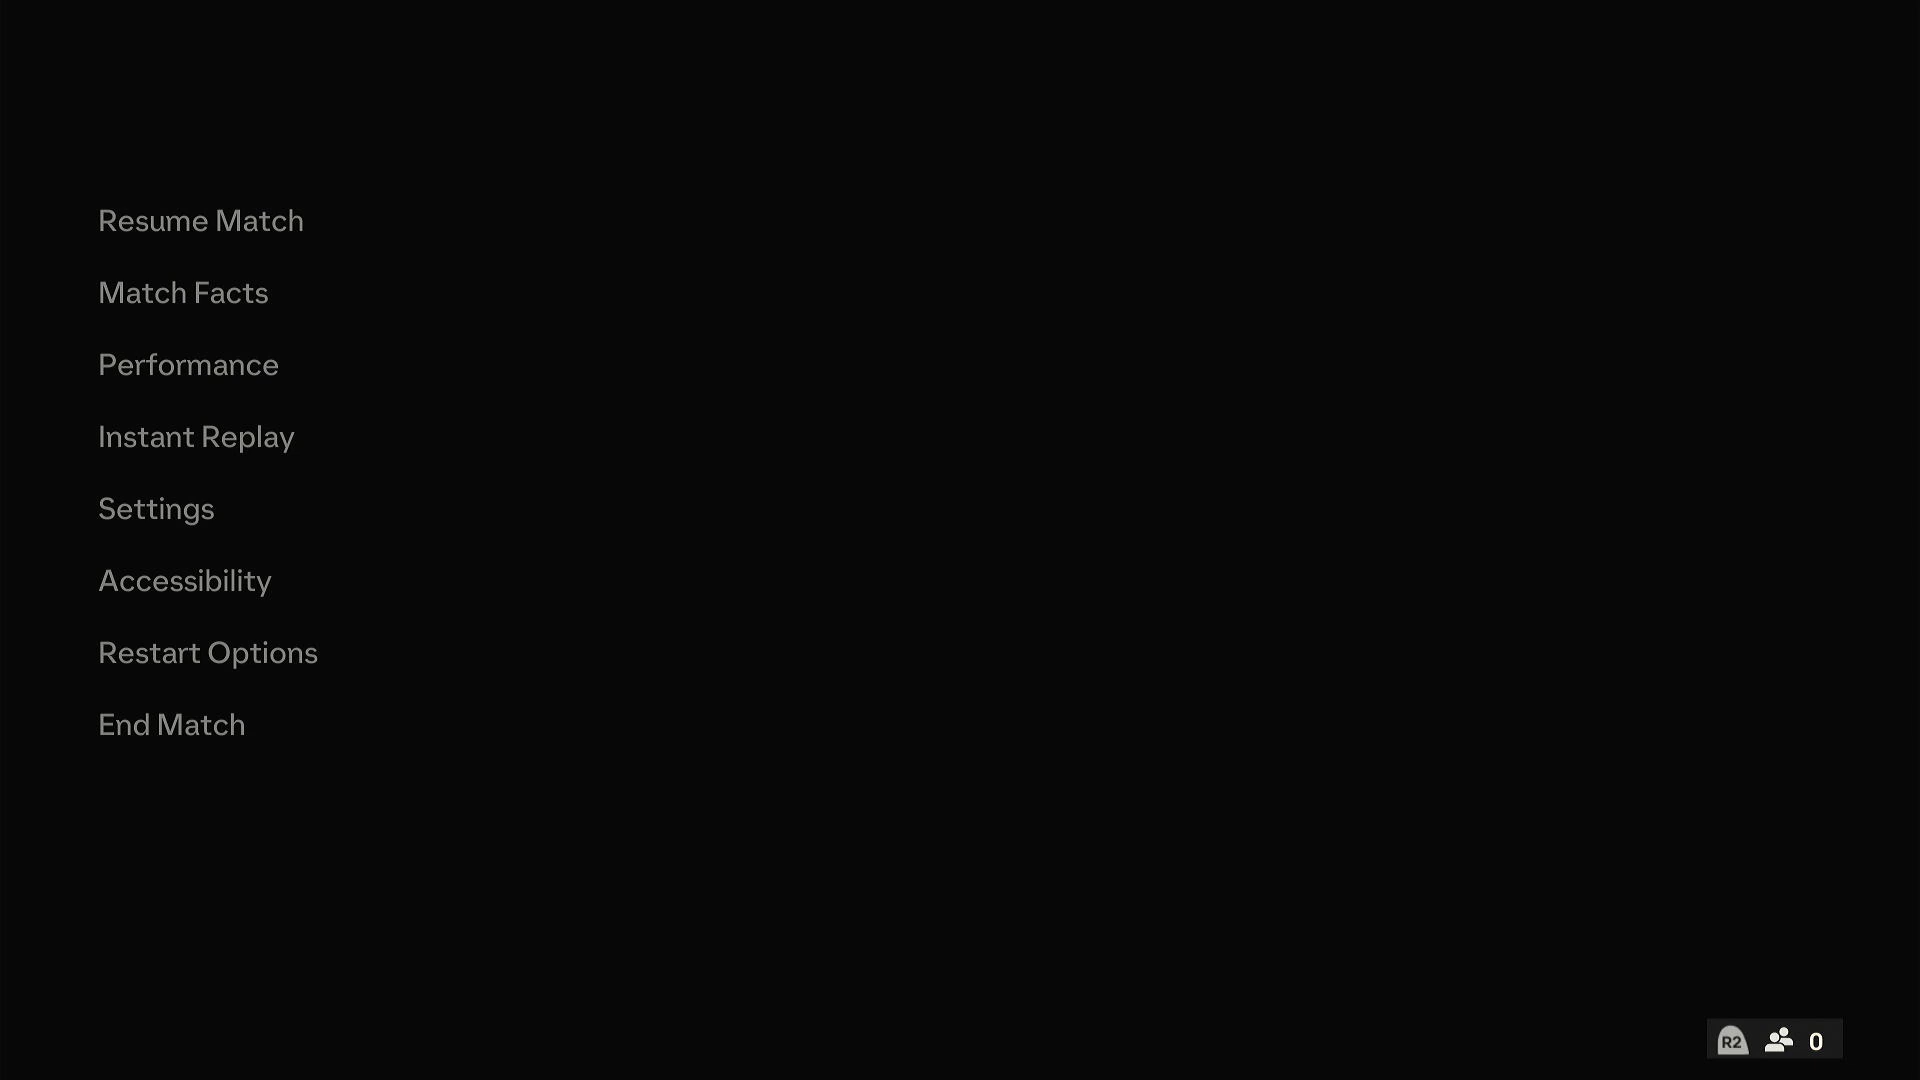 Resume Match
Match Facts
Performance
Instant Replay
Settings
Accessibility
Restart Options
End Match
R2 0